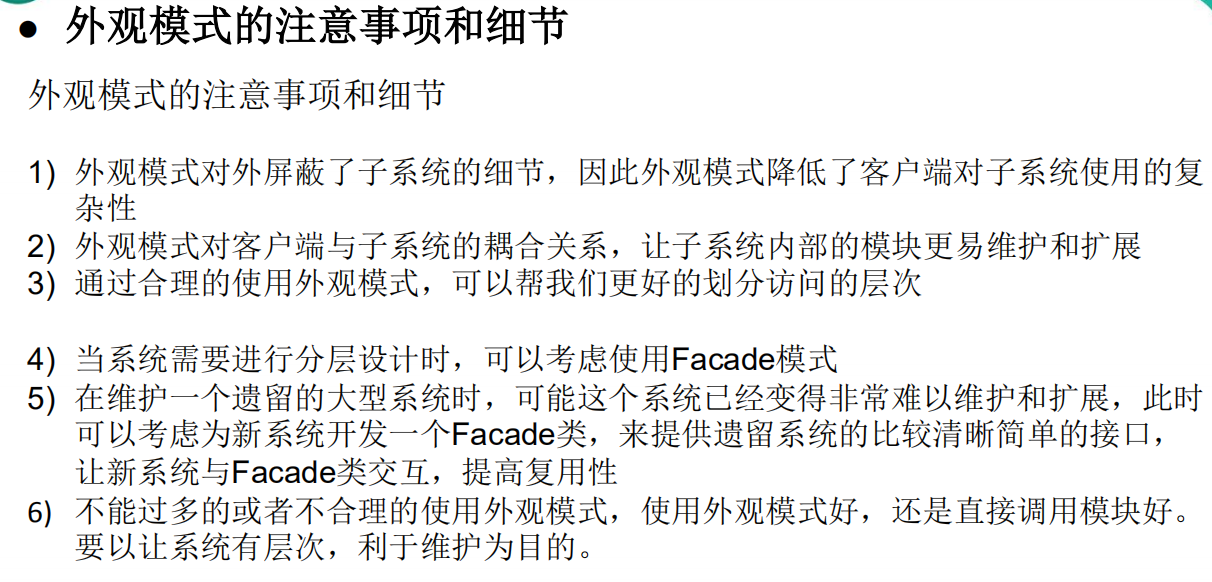 ● 外观模式的注意事项和细节
外观模式的注意事项和细节
1) 外观模式对外屏蔽了子系统的细节，因此外观模式降低了客户端对子系统使用的复
杂性
2) 外观模式对客户端与子系统的耦合关系，让子系统内部的模块更易维护和扩展
3) 通过合理的使用外观模式，可以帮我们更好的划分访问的层次
4) 当系统需要进行分层设计时，可以考虑使用Facade模式
5) 在维护一个遗留的大型系统时，可能这个系统已经变得非常难以维护和扩展，此时
可以考虑为新系统开发一个Facade类，来提供遗留系统的比较清晰简单的接口，
让新系统与Facade类交互，提高复用性
6) 不能过多的或者不合理的使用外观模式，使用外观模式好，还是直接调用模块好。
要以让系统有层次，利于维护为目的。